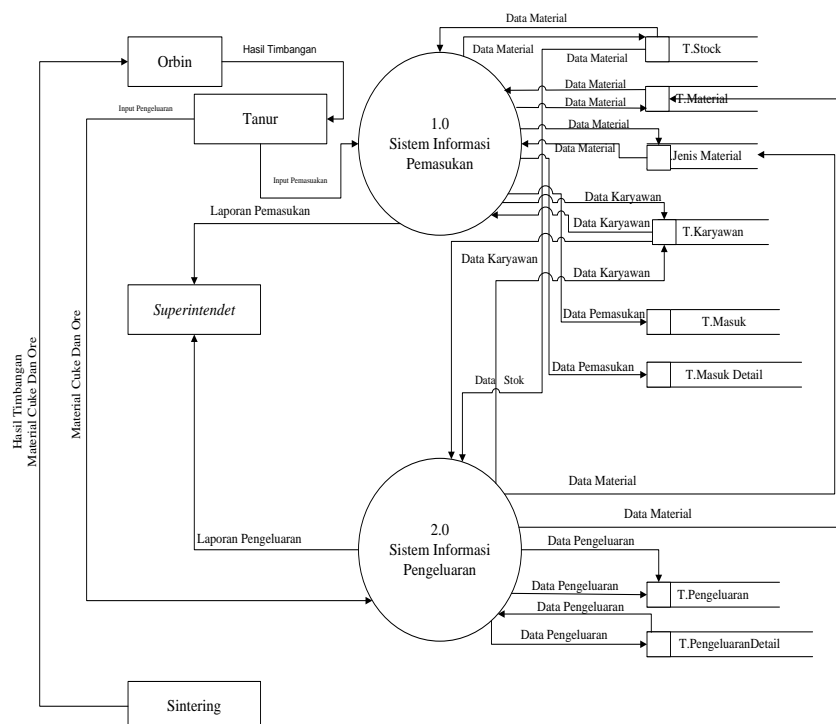 Data Material
Hasil Timbangan
Data Material
T.Stock
Orbin
Data Material
Data Material
T.Material
Input Pengeluaran
Tanur
1.0
Sistem Informasi
Pemasukan
Data Material
Data Material
Data Material
Jenis Material
Input Pemasuakan
Laporan Pemasukan
Data Karyawan
Data Karyawan
T.Karyawan
Data Karyawan
Data Karyawan
Superintendet
Data Pemasukan
T.Masuk
Hasil Timbangan
Material Cuke Dan Ore
Material Cuke Dan Ore
Data Pemasukan
T.Masuk Detail
Data Stok
Data Material
Data Material
2.0
Sistem Informasi
Pengeluaran
Laporan Pengeluaran
Data Pengeluaran
Data Pengeluaran
T.Pengeluaran
Data Pengeluaran
Data Pengeluaran
T.PengeluaranDetail
Sintering